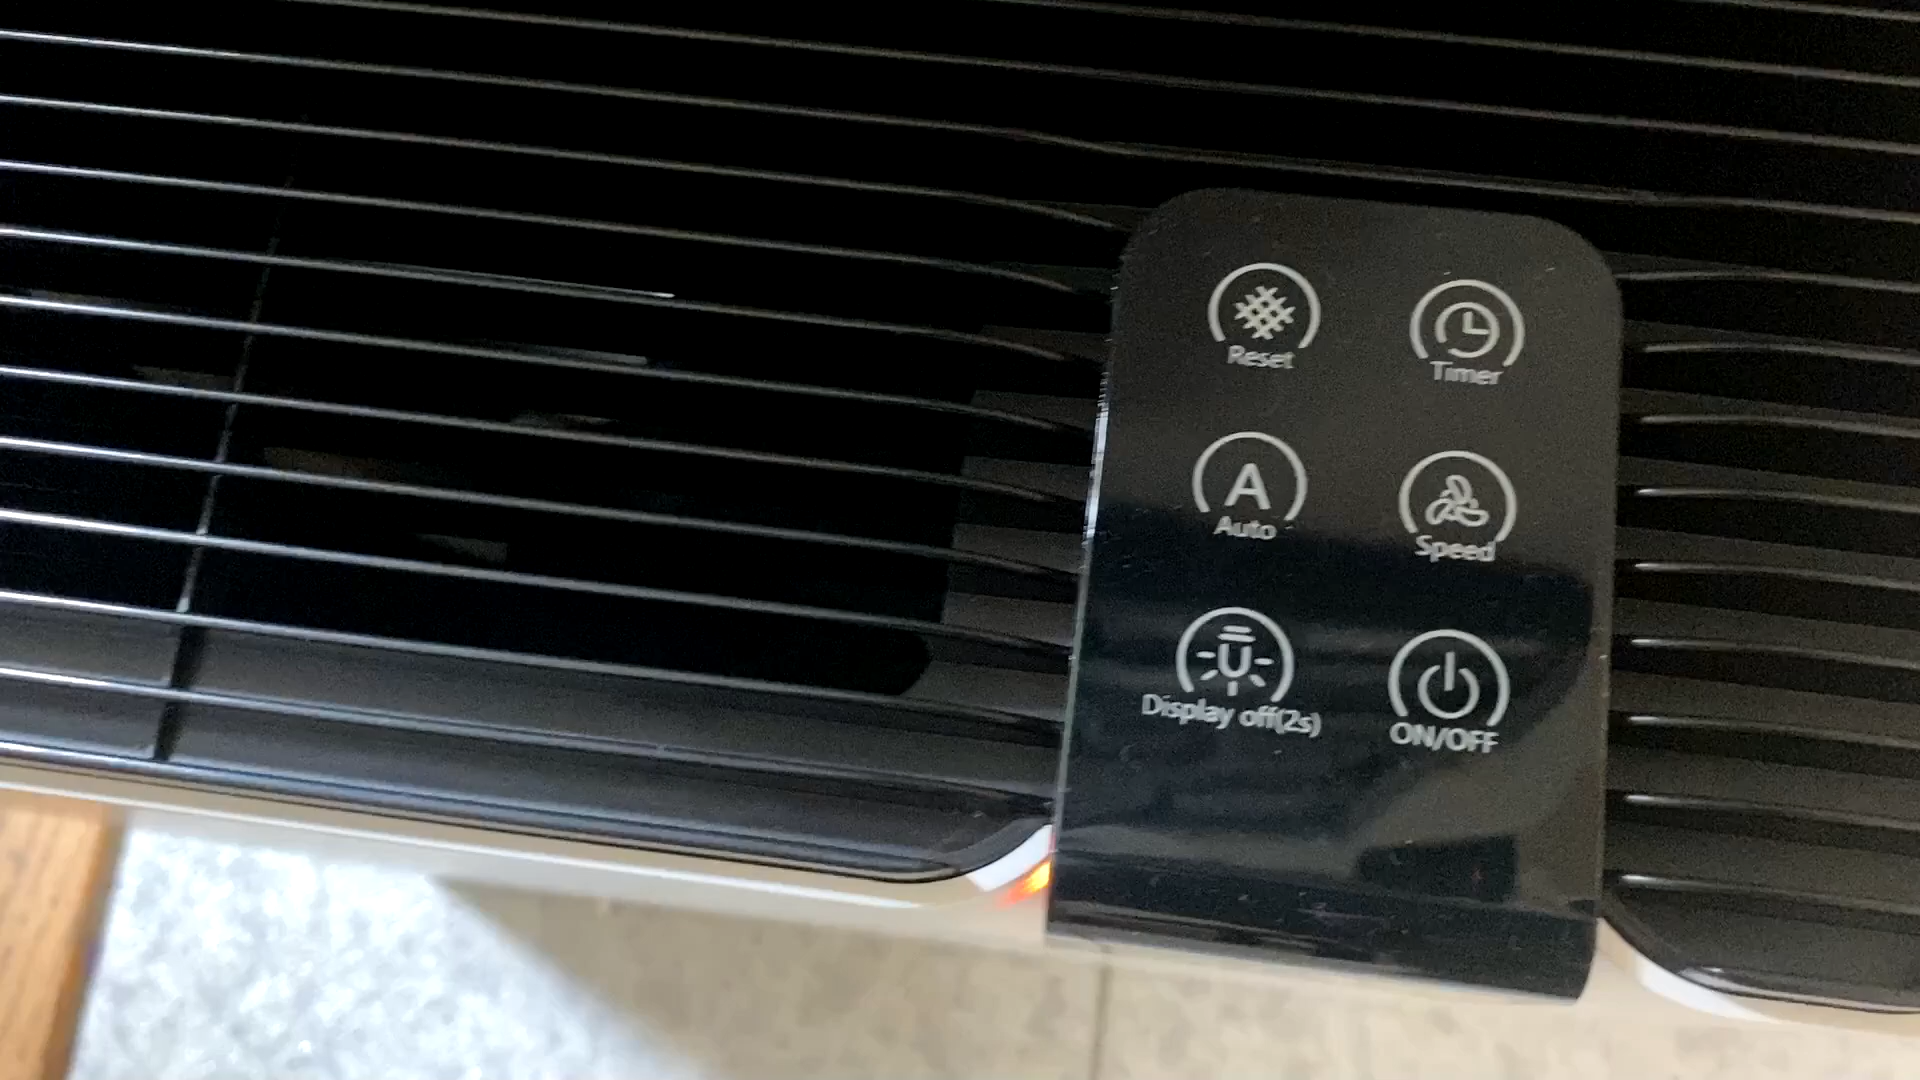 Reset
Timer
A
Auto
Speed
Display off(2s)
ON/OFF